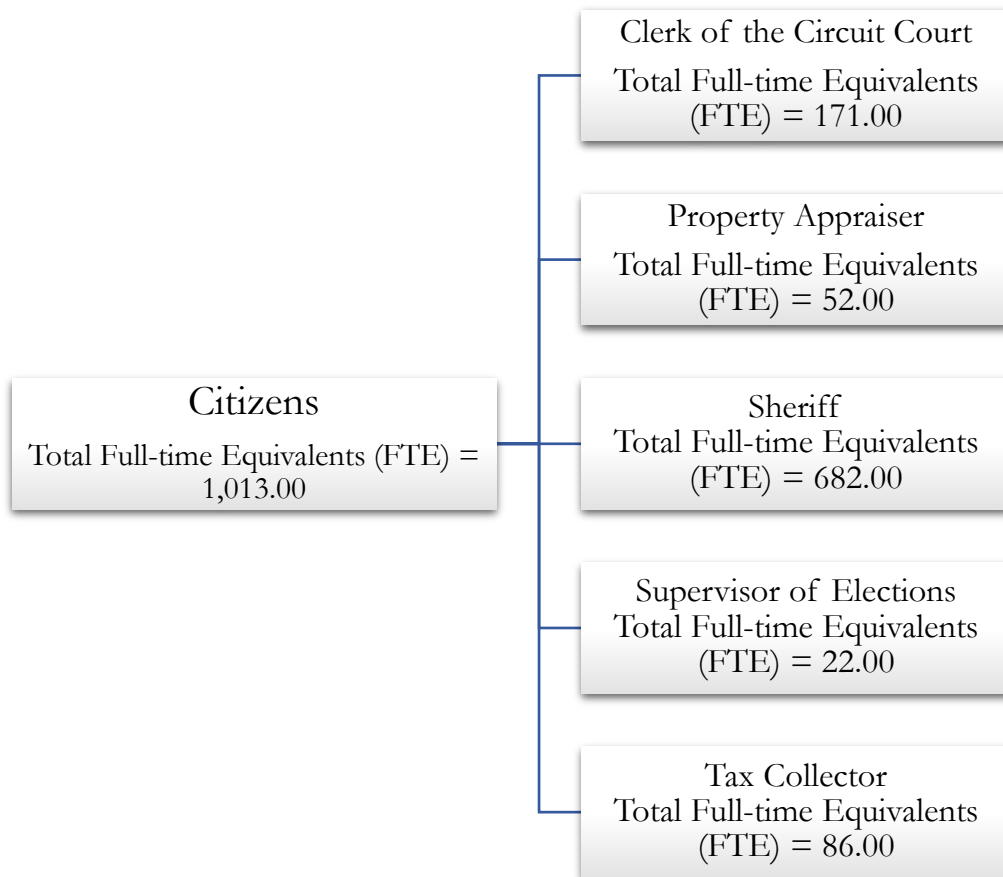 Clerk of the Circuit Court
Total Full-time Equivalents
(FTE) = 171.00
Property Appraiser
Total Full-time Equivalents
(FTE) = 52.00
Citizens
Total Full-time Equivalents (FTE) =
1,013.00
Sheriff
Total Full-time Equivalents
(FTE) = 682.00
Supervisor of Elections
Total Full-time Equivalents
(FTE) = 22.00
Tax Collector
Total Full-time Equivalents
(FTE) = 86.00